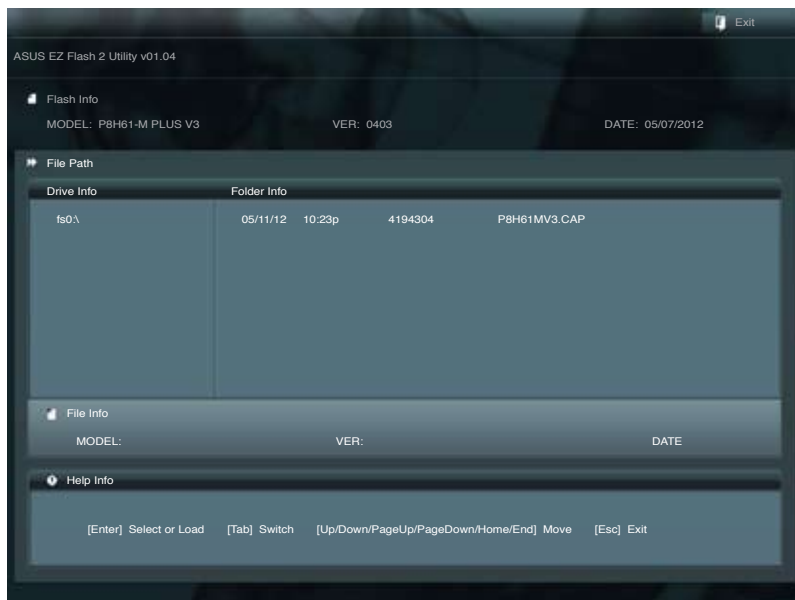 Exit
ASUS EZ Flash 2 Utility v01.04
Flash Info
MODEL: P8H61-M PLUS V3 VER: 0403 DATE: 05/07/2012
File Path
Drive Info Folder Info
fs0:\ 05/11/12 10:23p 4194304 P8H61MV3.CAP
File Info
MODEL: VER: DATE
Help Info
[Enter] Select or Load [Tab] Switch [Up/Down/PageUp/PageDown/Home/End] Move [Esc] Exit